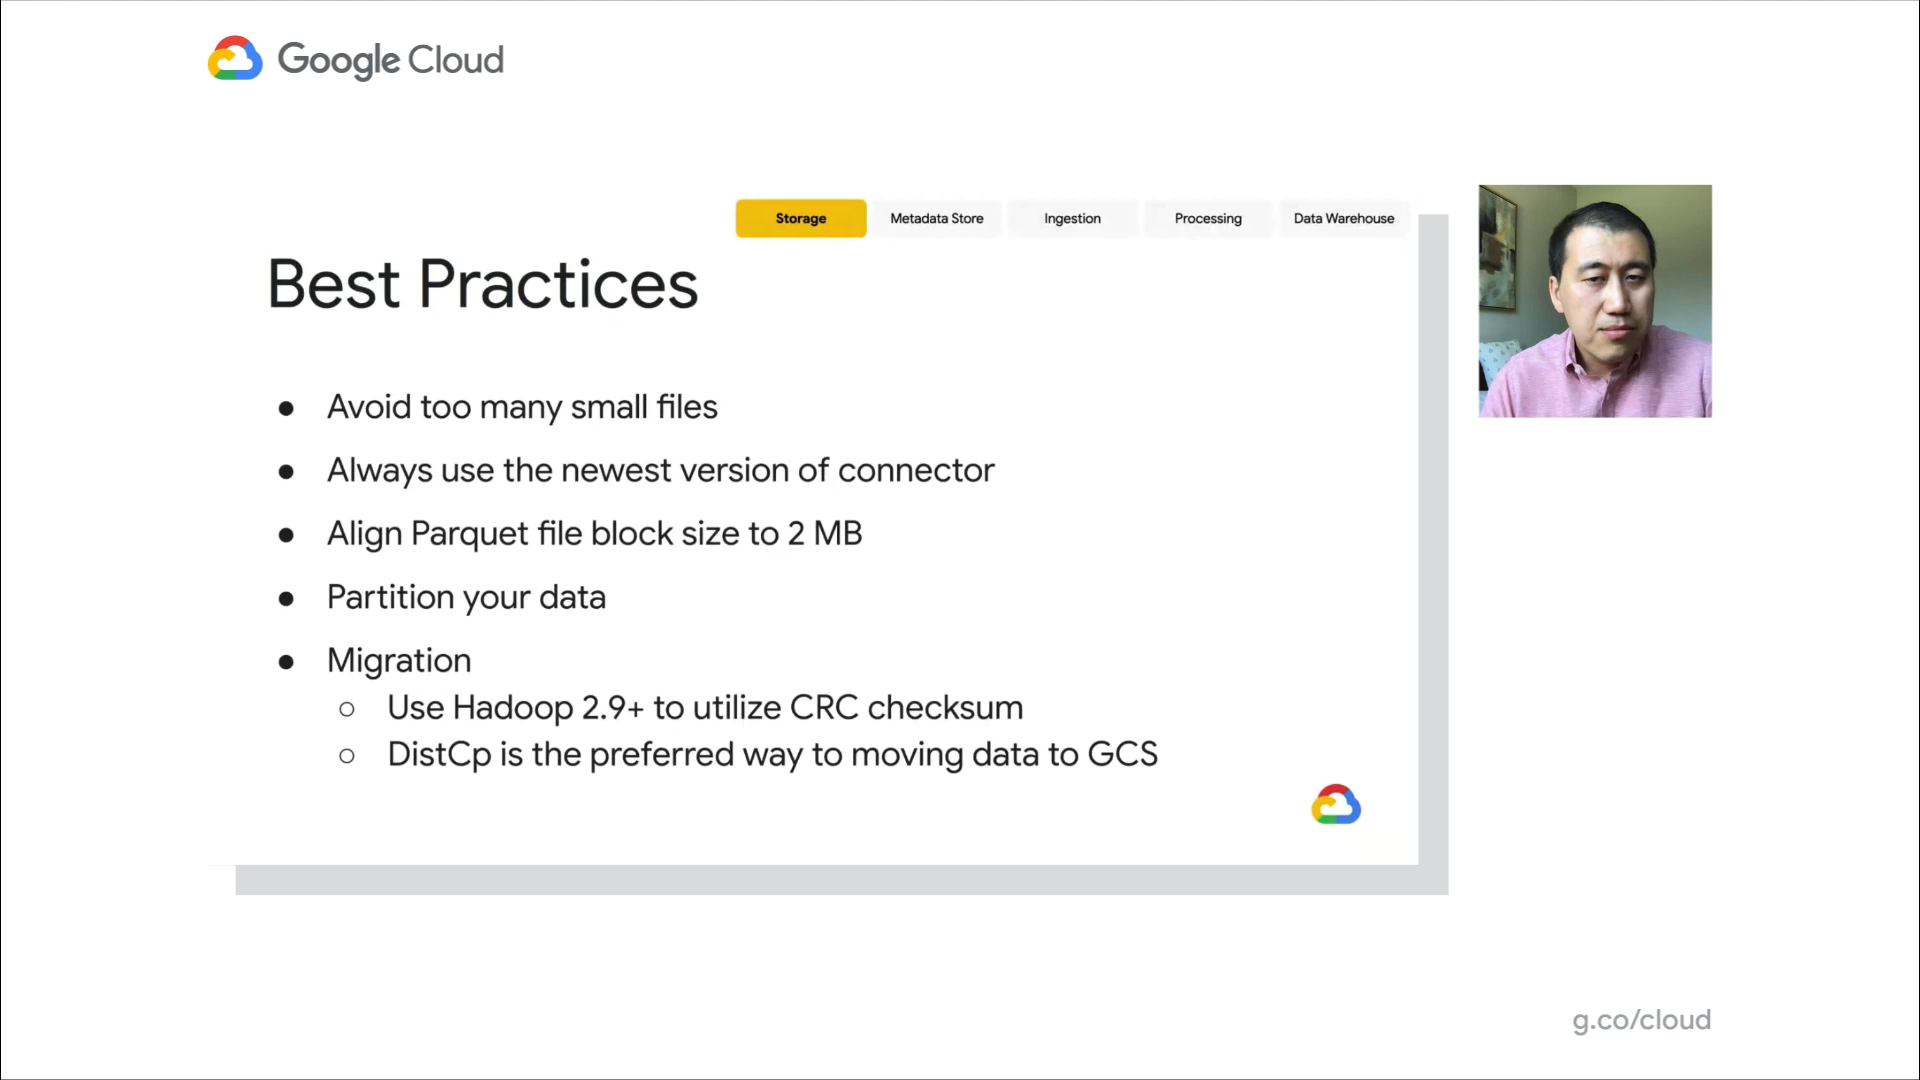 Google Cloud
Storage
Metadata Store
Ingestion
Processing
Data Warehouse
Best Practices
● Avoid too many small files
● Always use the newest version of connector
● Align Parquet file block size to 2 MB
● Partition your data
● Migration
○ Use Hadoop 2.9+ to utilize CRC checksum
○ DistCp is the preferred way to moving data to GCS
g.co/cloud